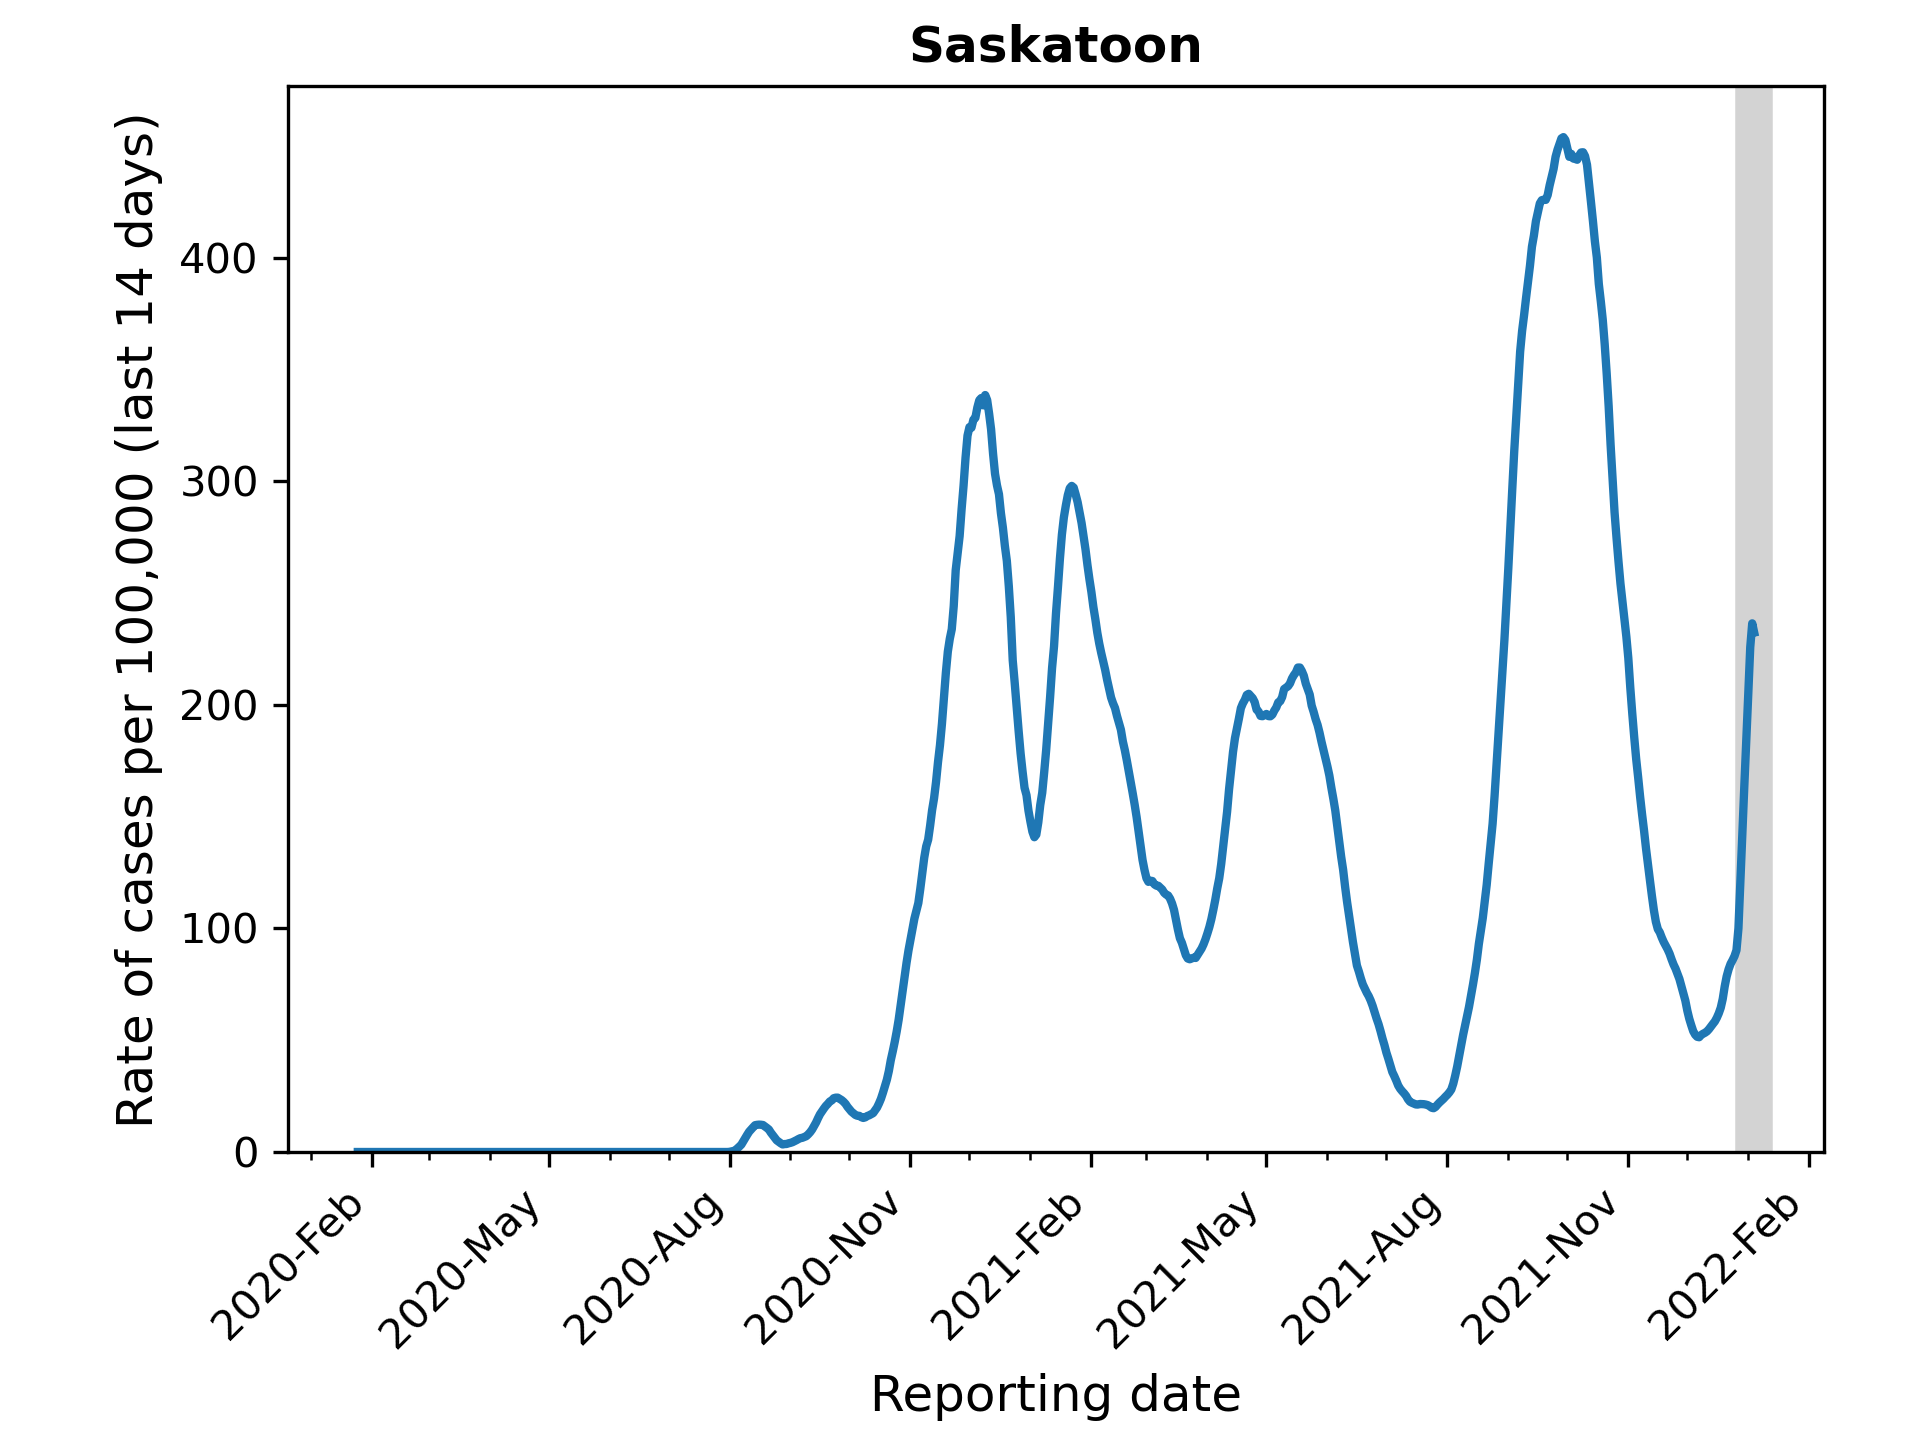 Saskatoon
Rate of cases per 100,000 (last 14 days)
400
300
200
100
0
2020-Feb
2020-May
2020-Aug
2020-Nov
2021-Feb
2021-May
2021-Aug
2021-Nov
2022-Feb
Reporting date